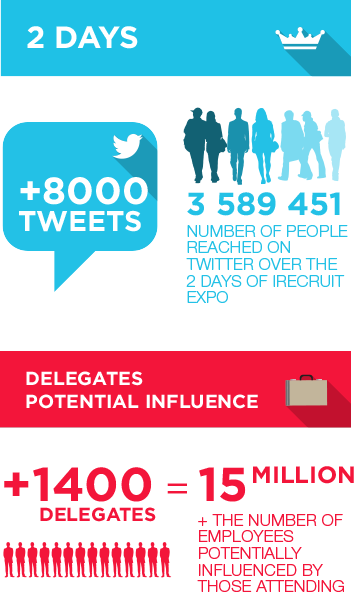 2 DAYS
+8000
TWEETS
3 589 451
NUMBER OF PEOPLE
REACHED ON
TWITTER OVER THE
2 DAYS OF IRECRUIT
EXPO
DELEGATES
POTENTIAL INFLUENCE
+1400 = 15 MILLION
DELEGATES
+ THE NUMBER OF
EMPLOYEES
POTENTIALLY
INFLUENCED BY
THOSE ATTENDING